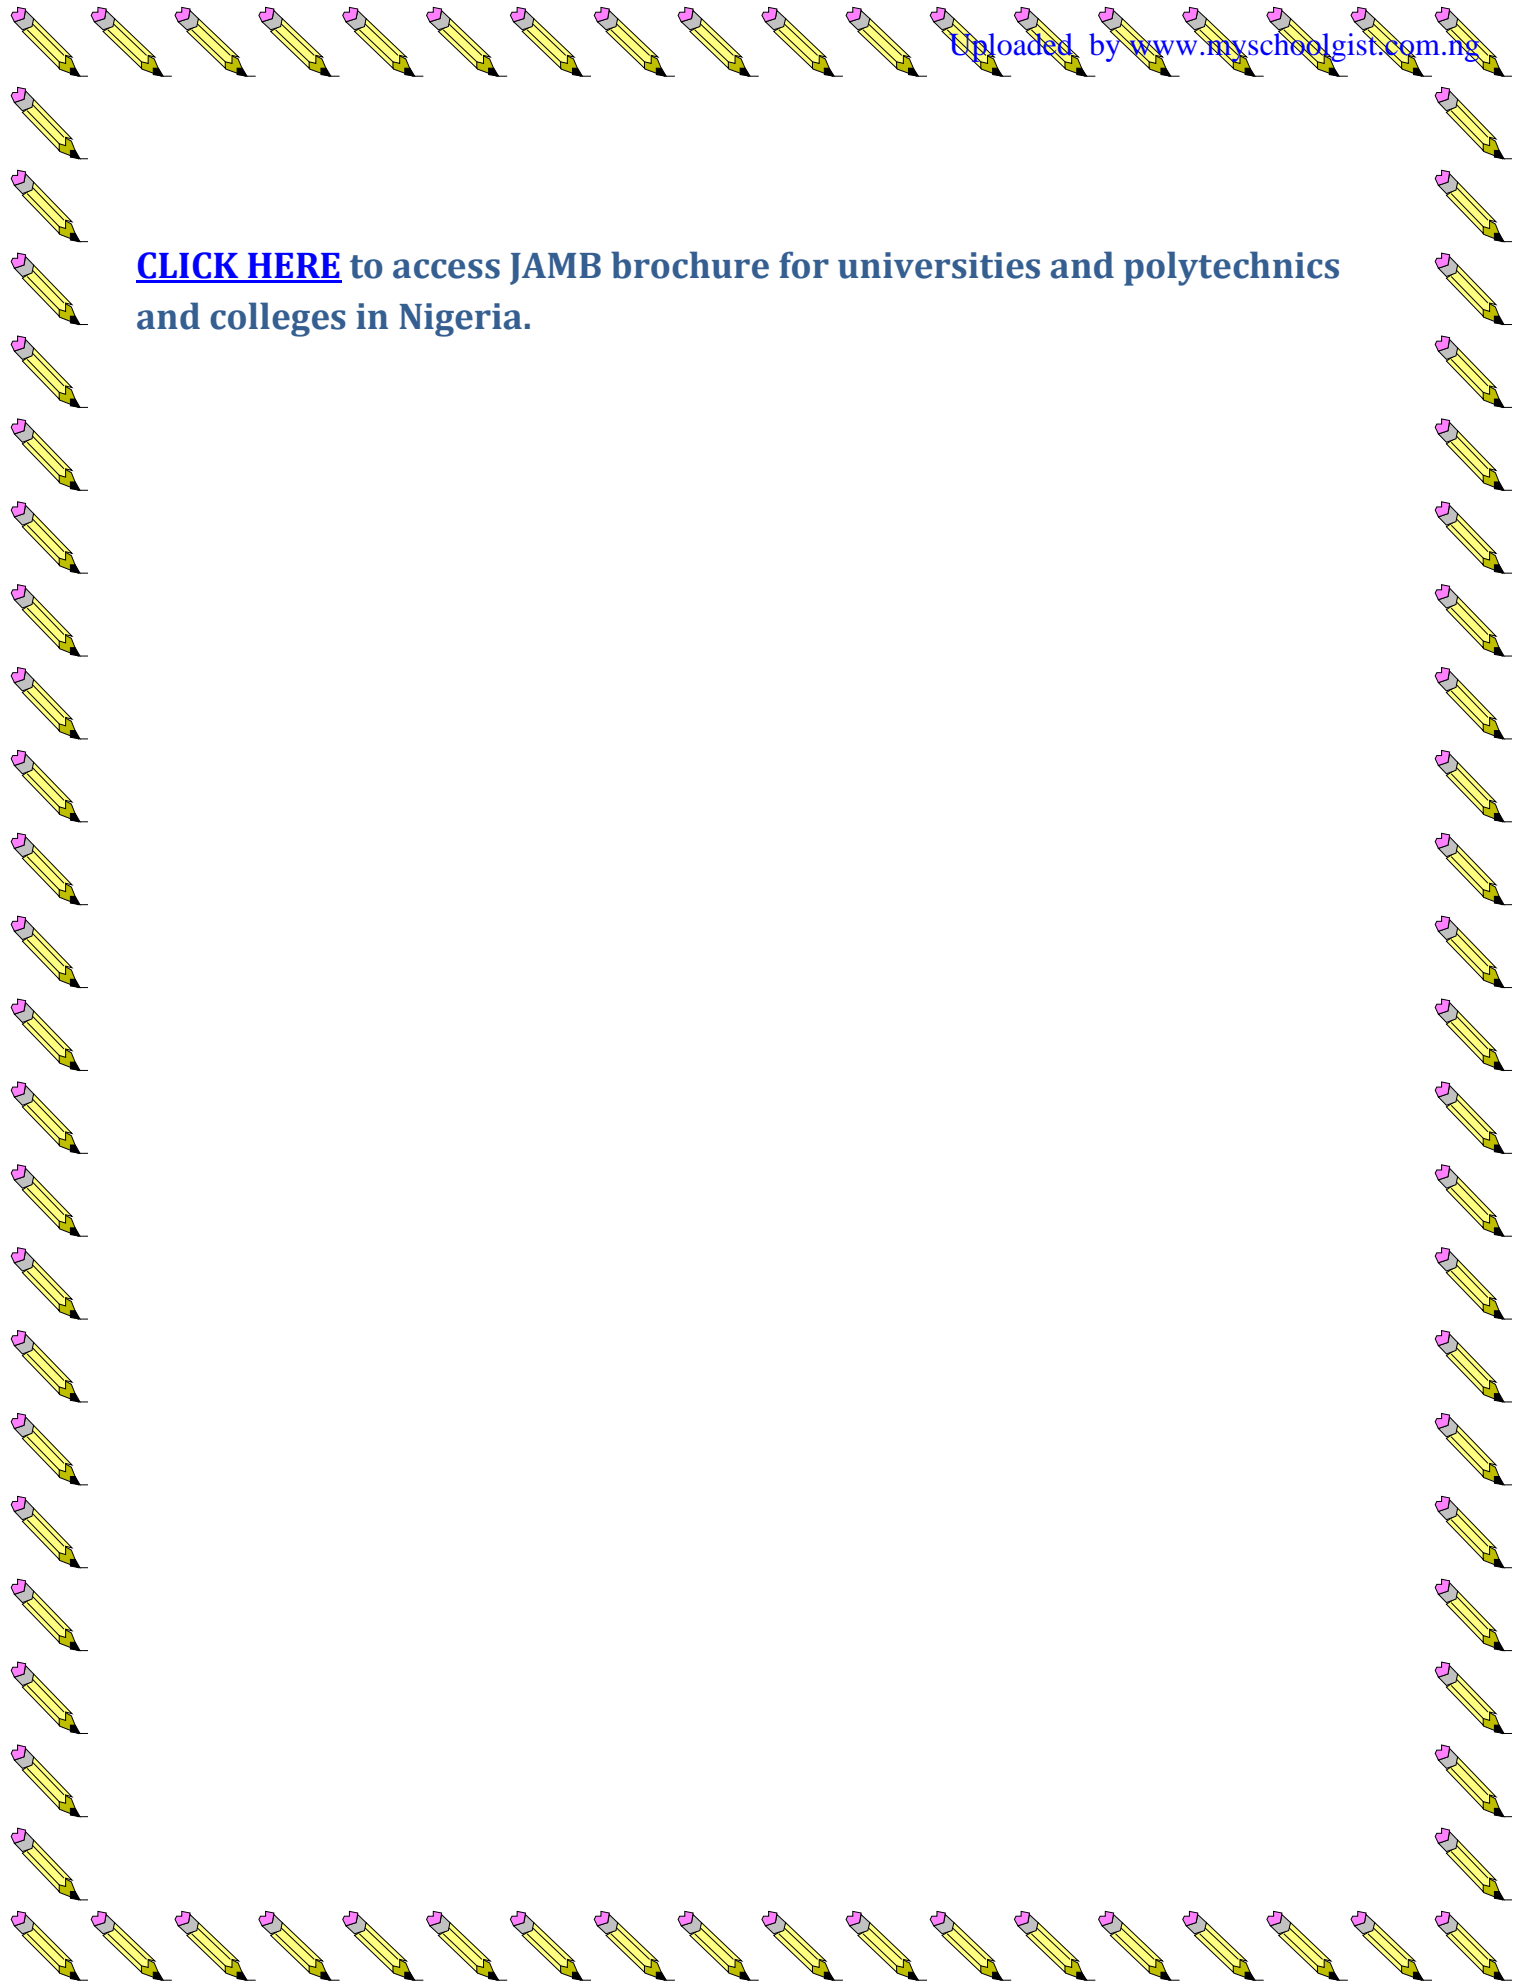 Uploaded by www.myschoolgist.com.ng
CLICK HERE to access JAMB brochure for universities and polytechnics
and colleges in Nigeria.